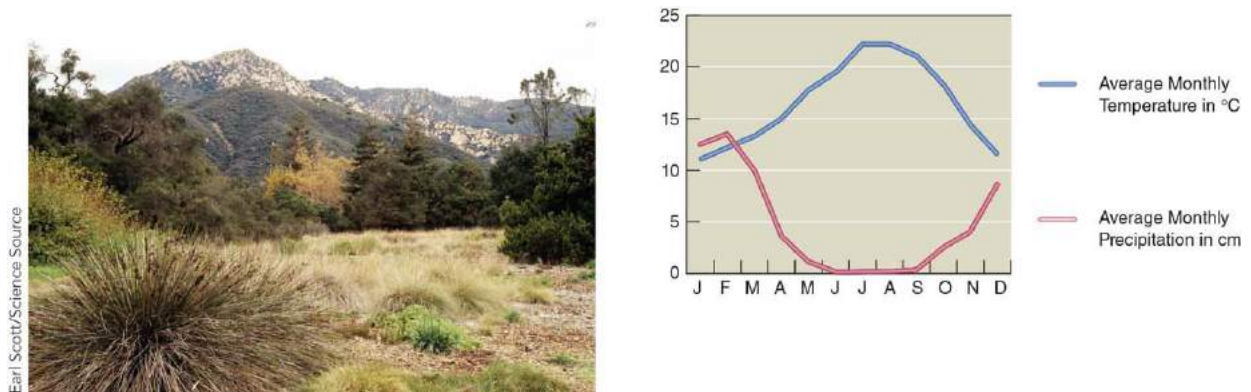 Earl Scott/Science Source
25
20
15
10
5
0
J F M A M J J A S O N D
Average Monthly
Temperature in °C
Average Monthly
Precipitation in cm